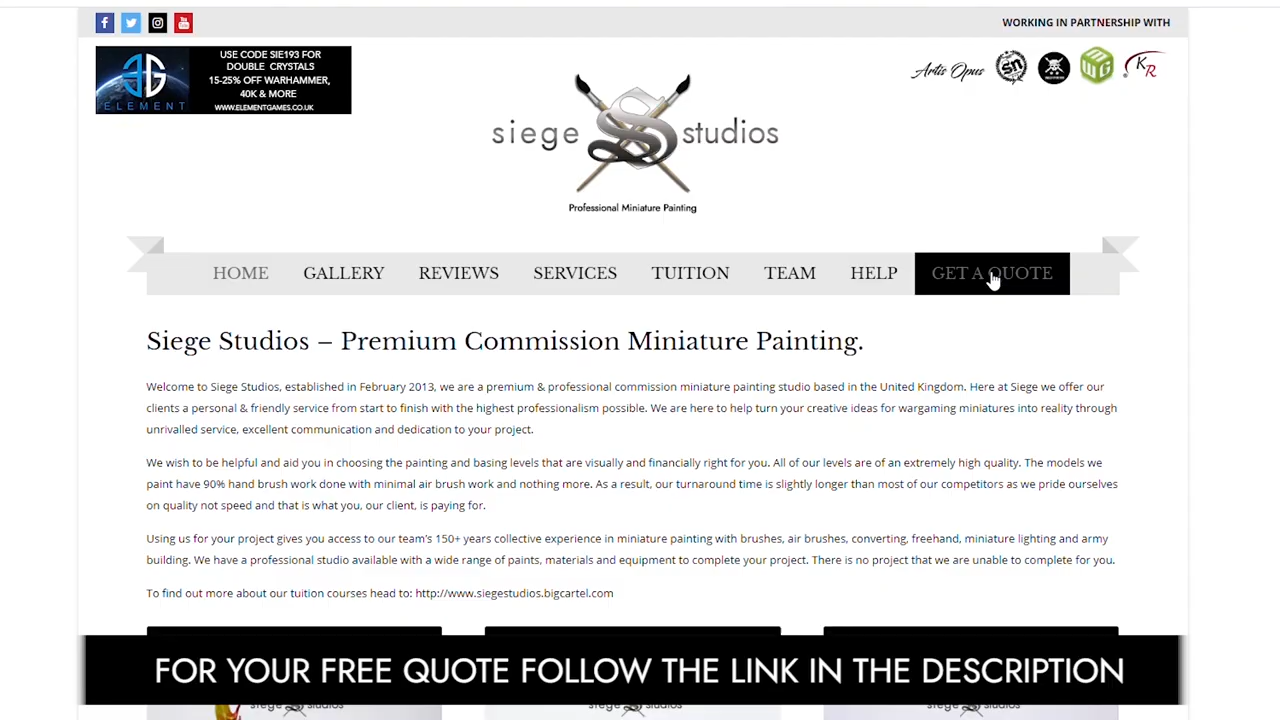 WORKING IN PARTNERSHIP WITH
USE CODE SIE193 FOR
DOUBLE CRYSTALS
15-25% OFF WARHAMMER,
40K & MORE
WWW.ELEMENTGAMES.CO.UK
ELEMENT
Artis Opus
sn
MWG
KR
siege studios
Professional Miniature Painting
HOME
GALLERY
REVIEWS
SERVICES
TUITION
TEAM
HELP
GET A QUOTE
Siege Studios – Premium Commission Miniature Painting.
Welcome to Siege Studios, established in February 2013, we are a premium & professional commission miniature painting studio based in the United Kingdom. Here at Siege we offer our
clients a personal & friendly service from start to finish with the highest professionalism possible. We are here to help turn your creative ideas for wargaming miniatures into reality through
unrivalled service, excellent communication and dedication to your project.
We wish to be helpful and aid you in choosing the painting and basing levels that are visually and financially right for you. All of our levels are of an extremely high quality. The models we
paint have 90% hand brush work done with minimal air brush work and nothing more. As a result, our turnaround time is slightly longer than most of our competitors as we pride ourselves
on quality not speed and that is what you, our client, is paying for.
Using us for your project gives you access to our team's 150+ years collective experience in miniature painting with brushes, air brushes, converting, freehand, miniature lighting and army
building. We have a professional studio available with a wide range of paints, materials and equipment to complete your project. There is no project that we are unable to complete for you.
To find out more about our tuition courses head to: http://www.siegestudios.bigcartel.com
FOR YOUR FREE QUOTE FOLLOW THE LINK IN THE DESCRIPTION